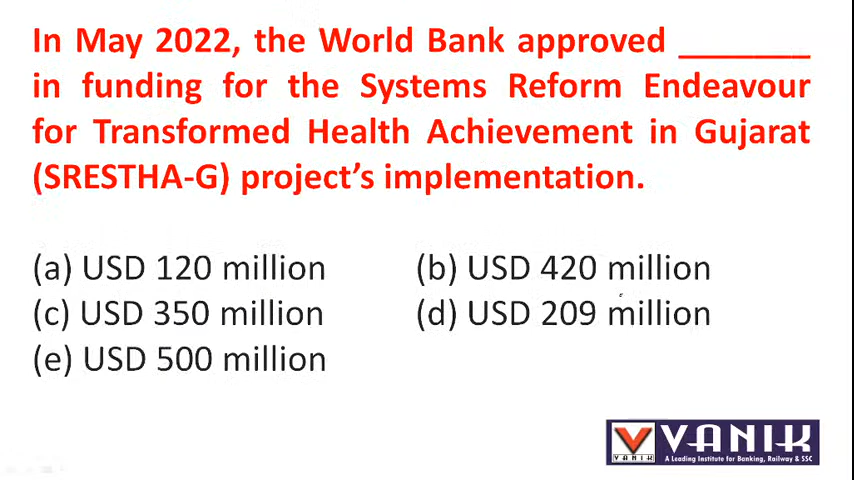 In May 2022, the World Bank approved _______
in funding for the Systems Reform Endeavour
for Transformed Health Achievement in Gujarat
(SRESTHA-G) project's implementation.
(a) USD 120 million (b) USD 420 million
(c) USD 350 million (d) USD 209 million
(e) USD 500 million
VANIK
VANIK
A Leading Institute for Banking, Railway & SSC